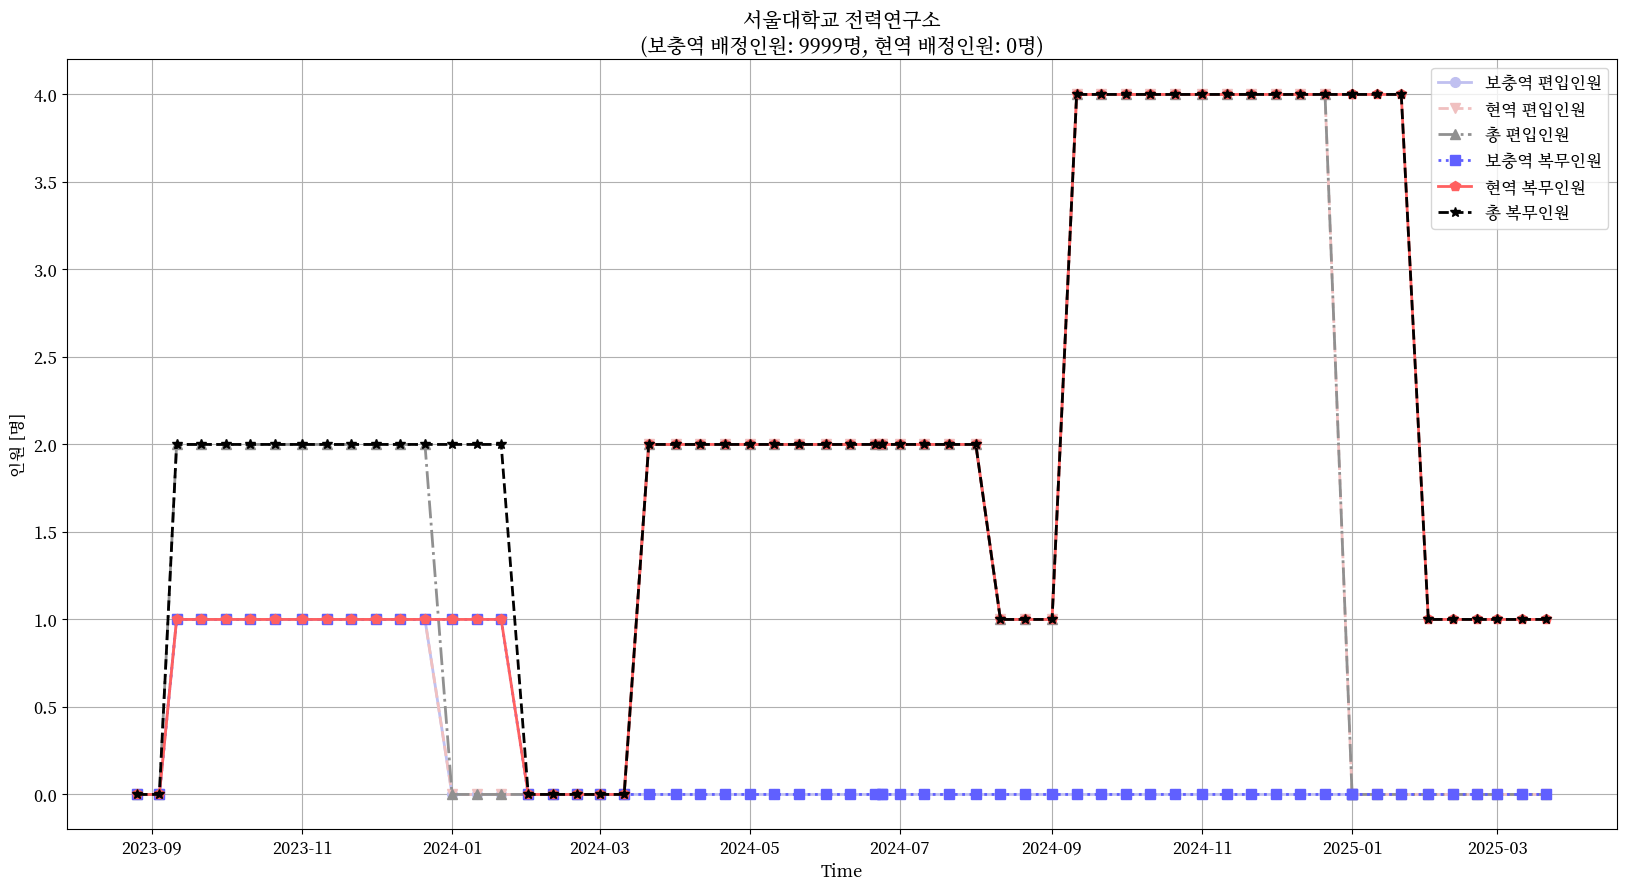 서울대학교 전력연구소
(보충역 배정인원: 9999명, 현역 배정인원: 0명)
보충역 편입인원
현역 편입인원
총 편입인원
보충역 복무인원
현역 복무인원
총 복무인원
인원 [명]
4.0
3.5
3.0
2.5
2.0
1.5
1.0
0.5
0.0
2023-09
2023-11
2024-01
2024-03
2024-05
2024-07
2024-09
2024-11
2025-01
2025-03
Time